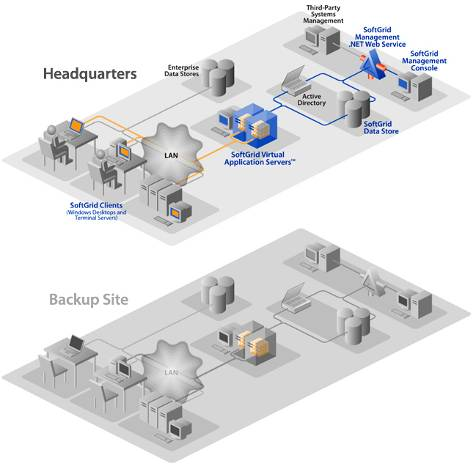 Third-Party
Systems
Management
SoftGrid
Management
.NET Web Service
SoftGrid
Management
Console
Headquarters
Enterprise
Data Stores
Active
Directory
SoftGrid
Data Store
LAN
SoftGrid Virtual
Application Servers™
SoftGrid Clients
(Windows Desktops and
Terminal Servers)
Backup Site
LAN